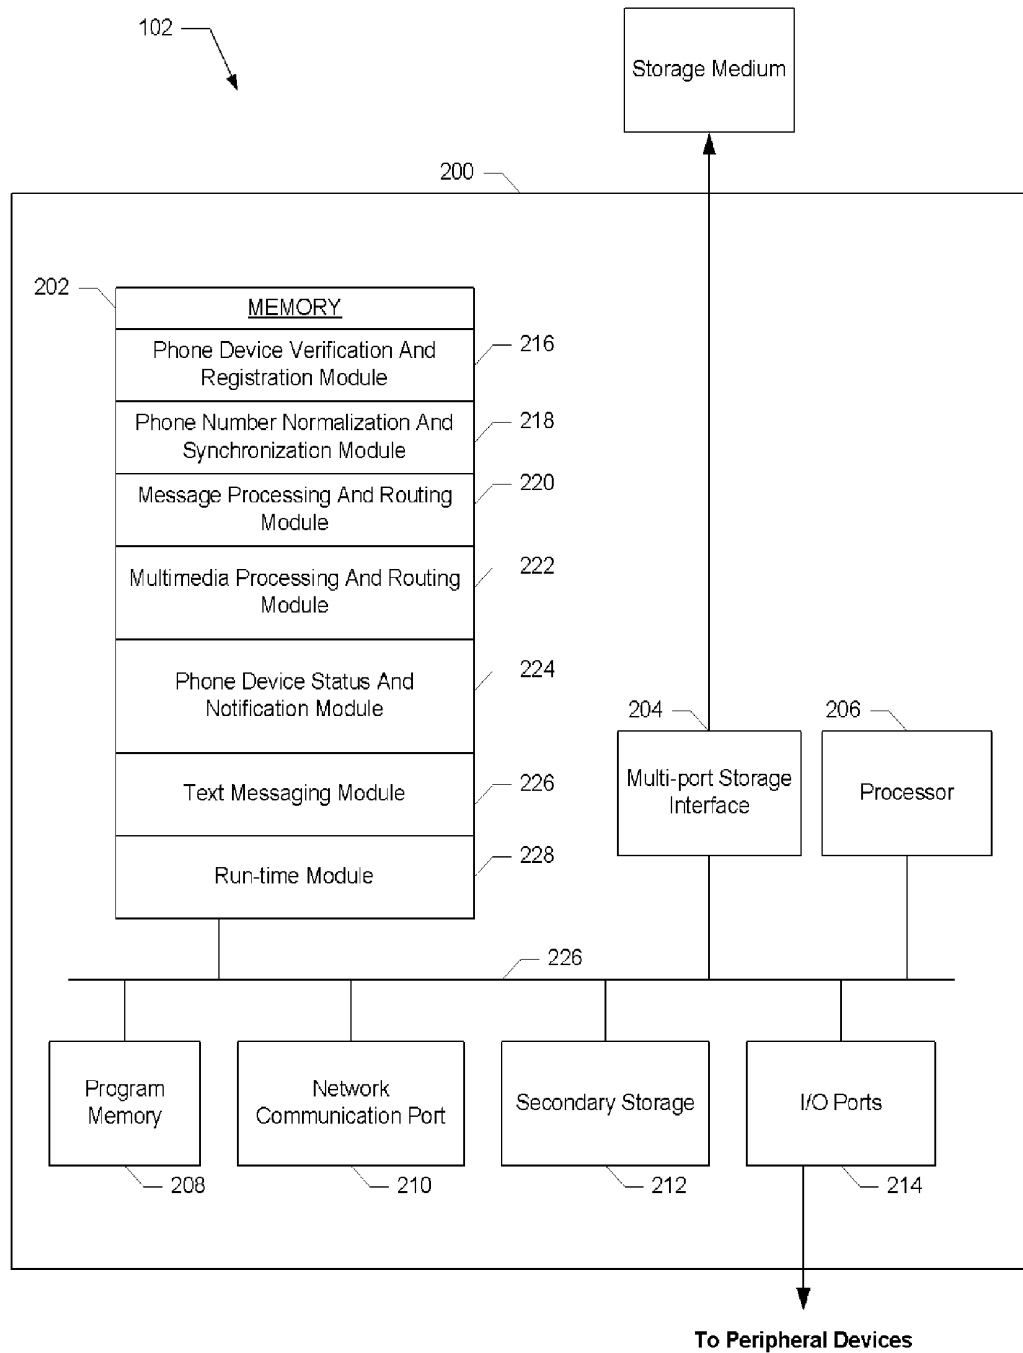 102
Storage Medium
200
202
MEMORY
Phone Device Verification And
Registration Module
216
Phone Number Normalization And
Synchronization Module
218
Message Processing And Routing
Module
220
Multimedia Processing And Routing
Module
222
Phone Device Status And
Notification Module
224
Text Messaging Module
226
Run-time Module
228
204
Multi-port Storage
Interface
206
Processor
226
Program
Memory
208
Network
Communication Port
210
Secondary Storage
212
I/O Ports
214
To Peripheral Devices